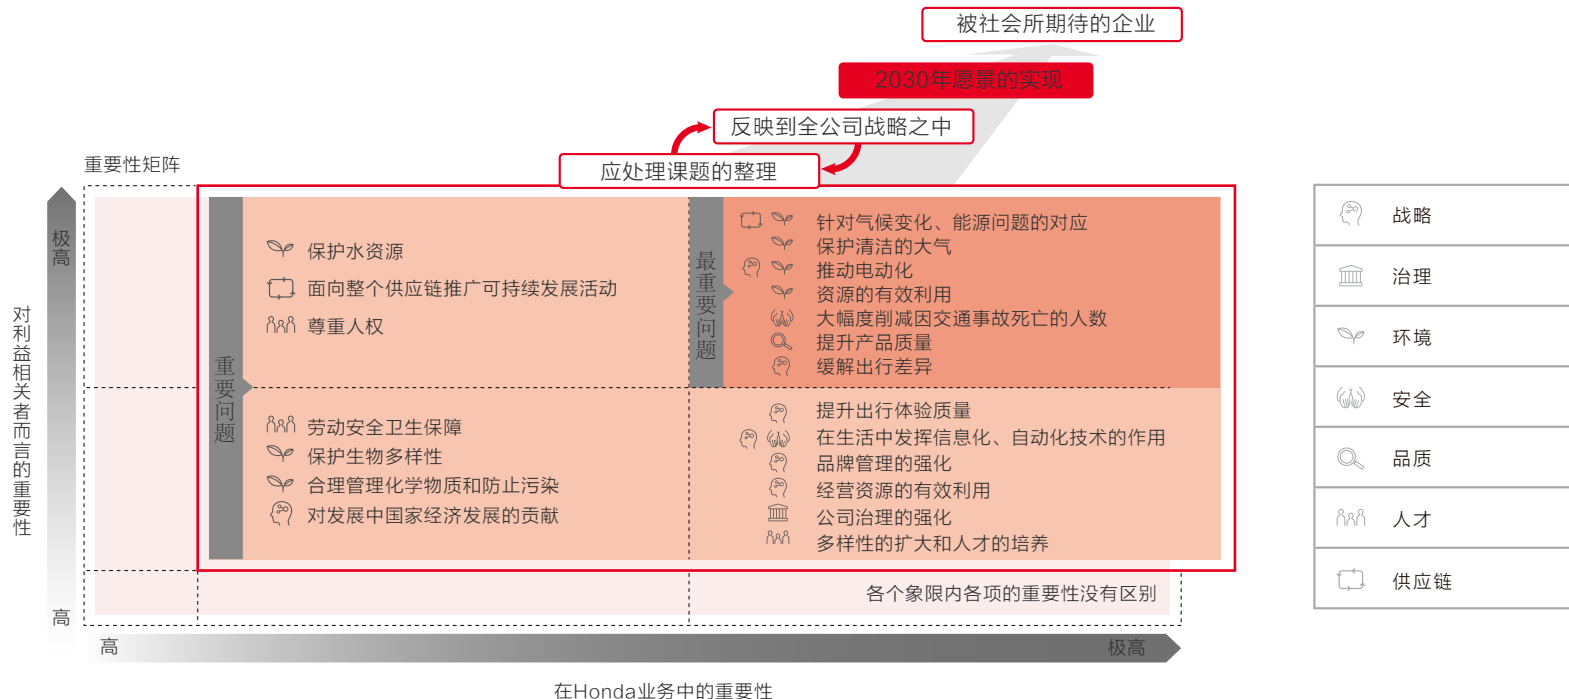 被社会所期待的企业
2030年愿景的实现
反映到全公司战略之中
应处理课题的整理
重要性矩阵
极高
对利益相关者而言的重要性
高
重要问题
保护水资源
面向整个供应链推广可持续发展活动
尊重人权
最重要问题
针对气候变化、能源问题的对应
保护清洁的大气
推动电动化
资源的有效利用
大幅度削减因交通事故死亡的人数
提升产品质量
缓解出行差异
劳动安全卫生保障
保护生物多样性
合理管理化学物质和防止污染
对发展中国家经济发展的贡献
提升出行体验质量
在生活中发挥信息化、自动化技术的作用
品牌管理的强化
经营资源的有效利用
公司治理的强化
多样性的扩大和人才的培养
各个象限内各项的重要性没有区别
高
极高
在Honda业务中的重要性
战略
治理
环境
安全
品质
人才
供应链